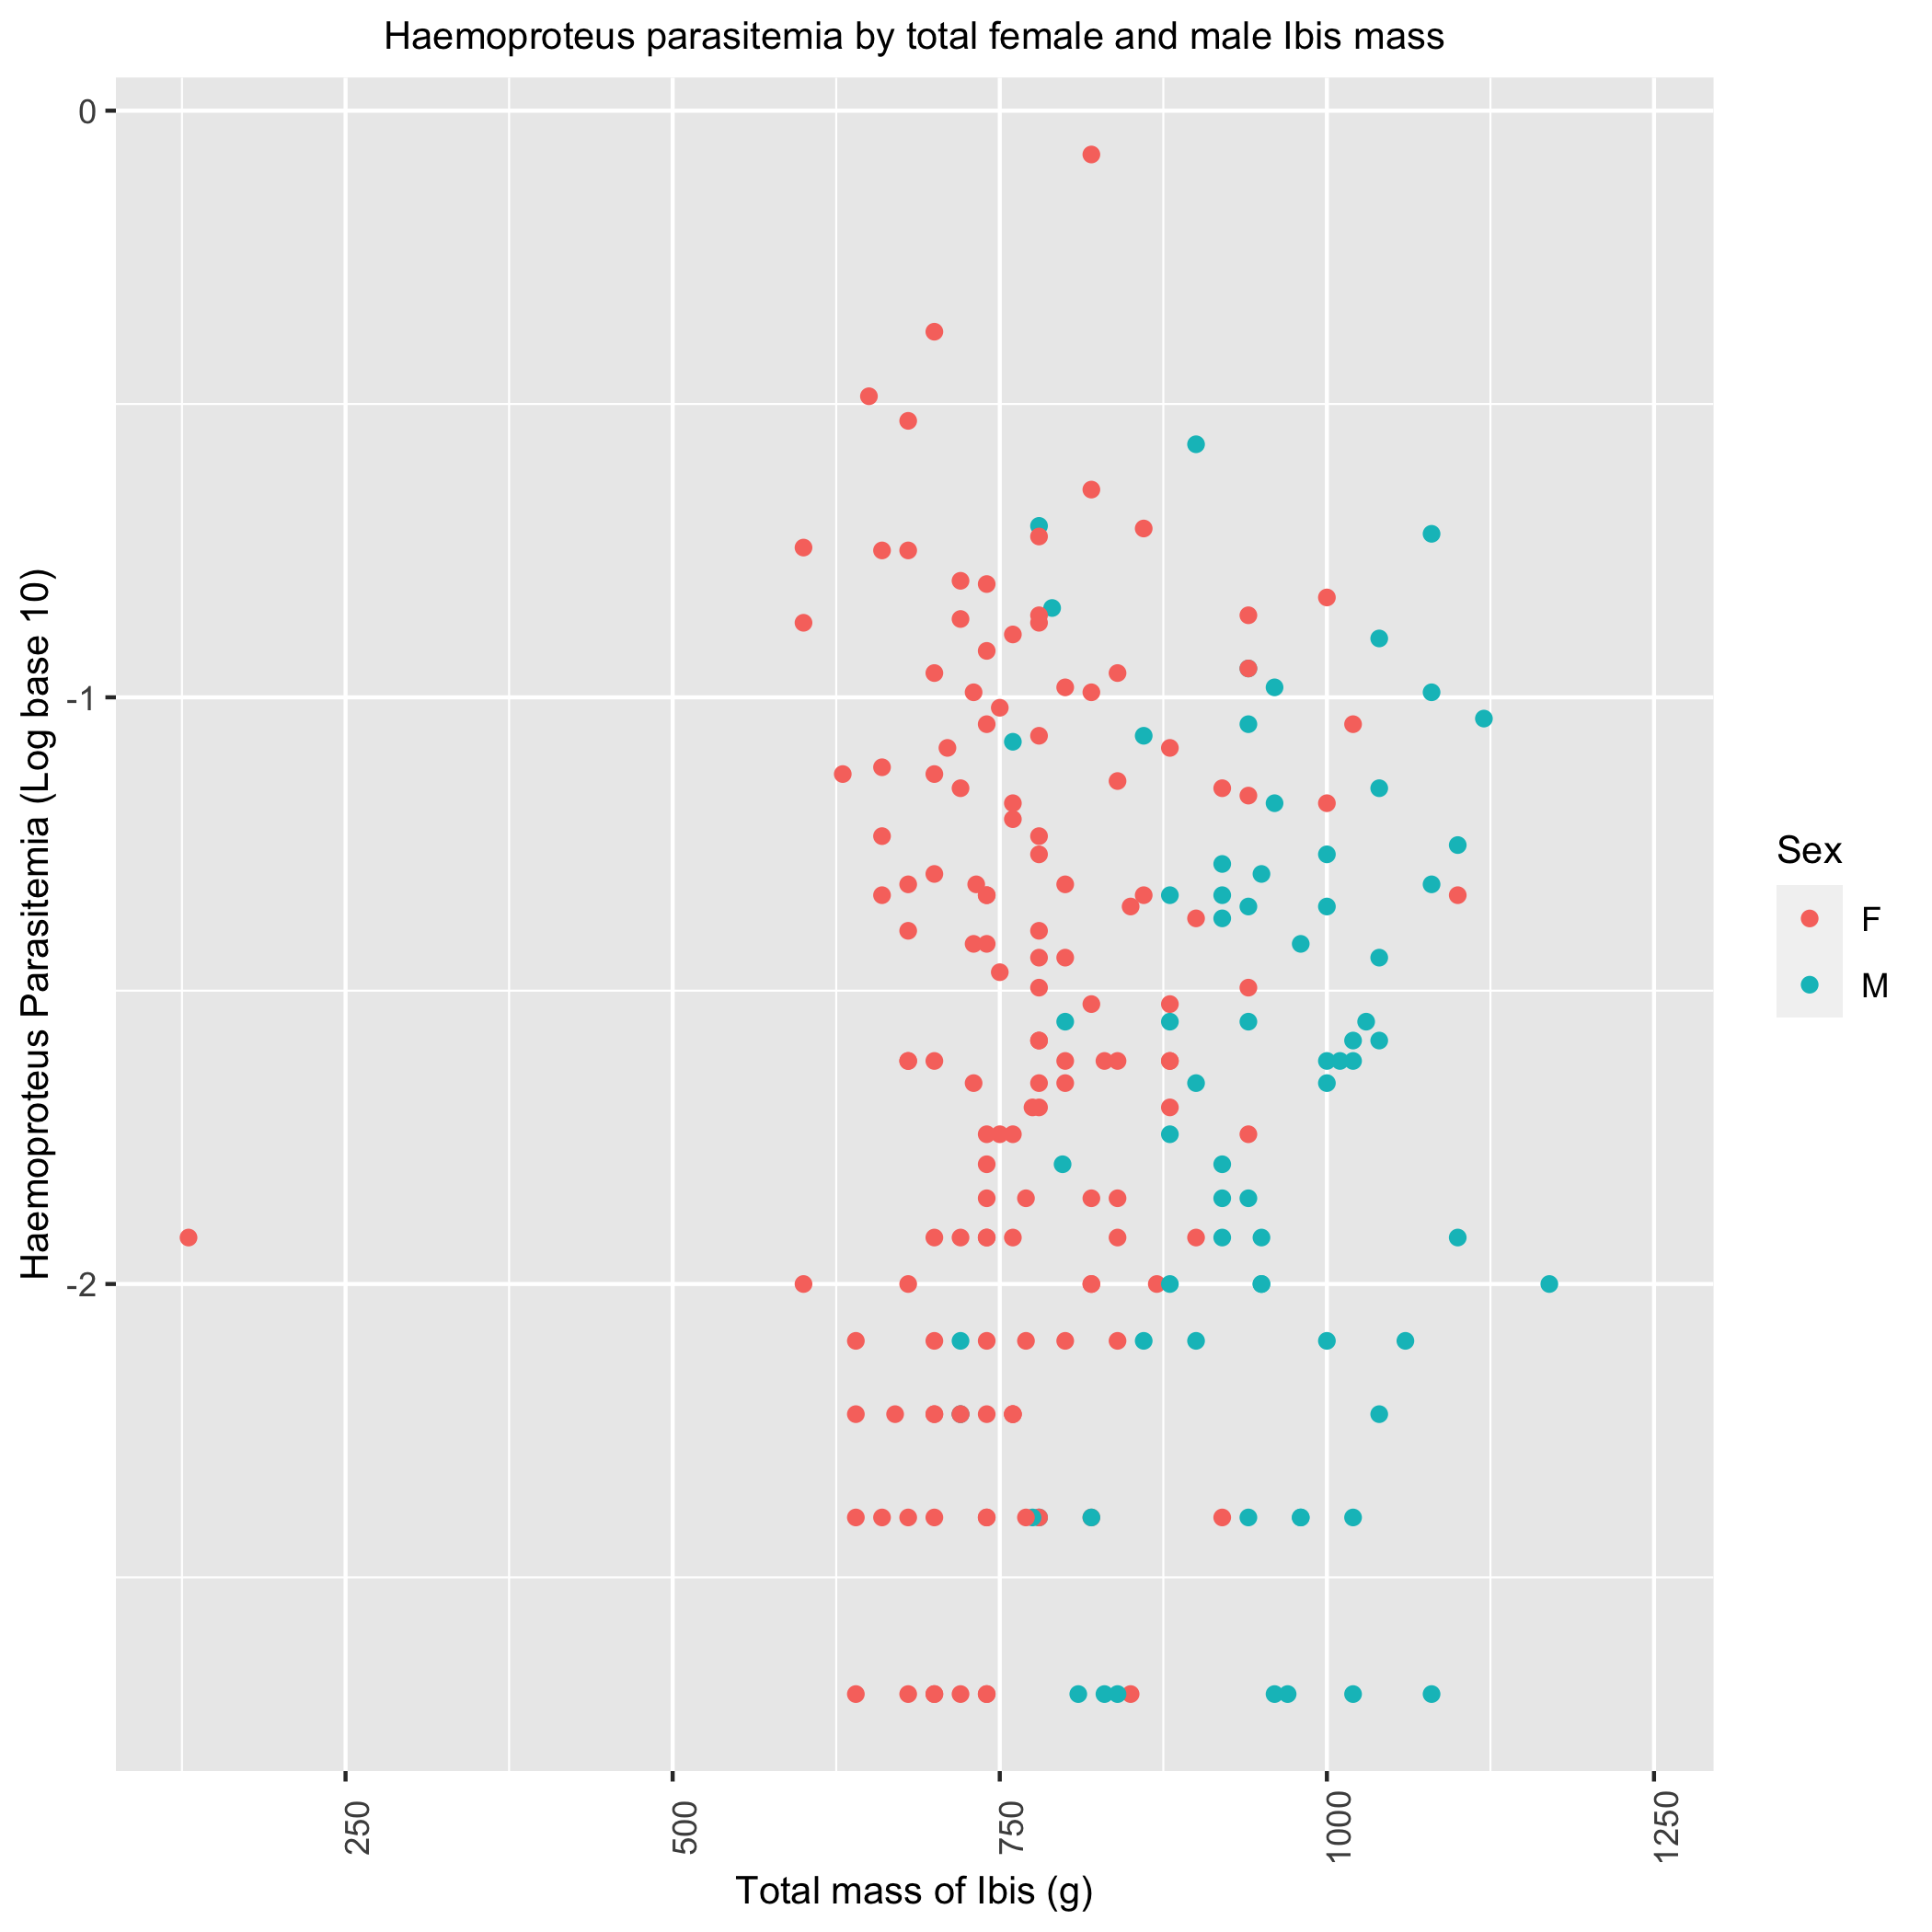 Haemoproteus parasitemia by total female and male Ibis mass
Haemoproteus Parasitemia (Log base 10)
0
-1
-2
250
500
750
1000
1250
Total mass of Ibis (g)
Sex
F
M